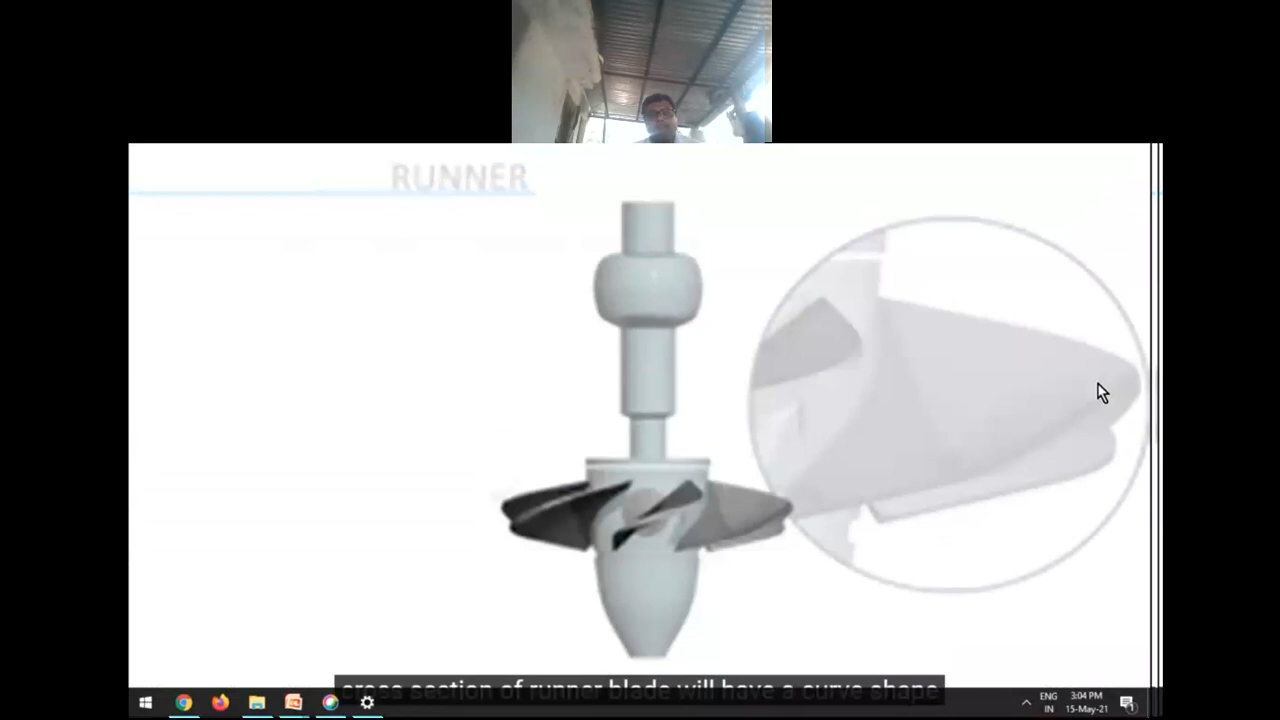 RUNNER
cross section of runner blade will have a curve shape
ENG
IN
3:04 PM
15-May-21